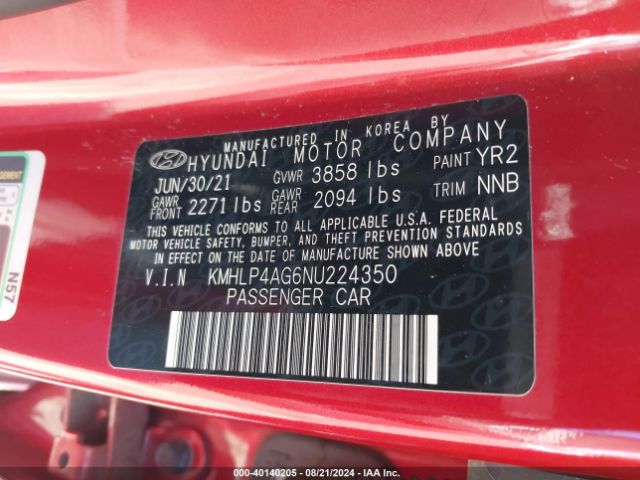 MANUFACTURED IN KOREA BY
HYUNDAI MOTOR COMPANY
JUN/30/21 GVWR 3858 lbs PAINT YR2
GAWR FRONT 2271 lbs GAWR REAR 2094 lbs TRIM NNB
THIS VEHICLE CONFORMS TO ALL APPLICABLE U.S.A. FEDERAL
MOTOR VEHICLE SAFETY, BUMPER, AND THEFT PREVENTION
STANDARDS IN EFFECT ON THE DATE OF MANUFACTURE SHOWN ABOVE
V.I.N KMHLP4AG6NU224350
PASSENGER CAR
N57
000-40140205 - 08/21/2024 - IAA Inc.